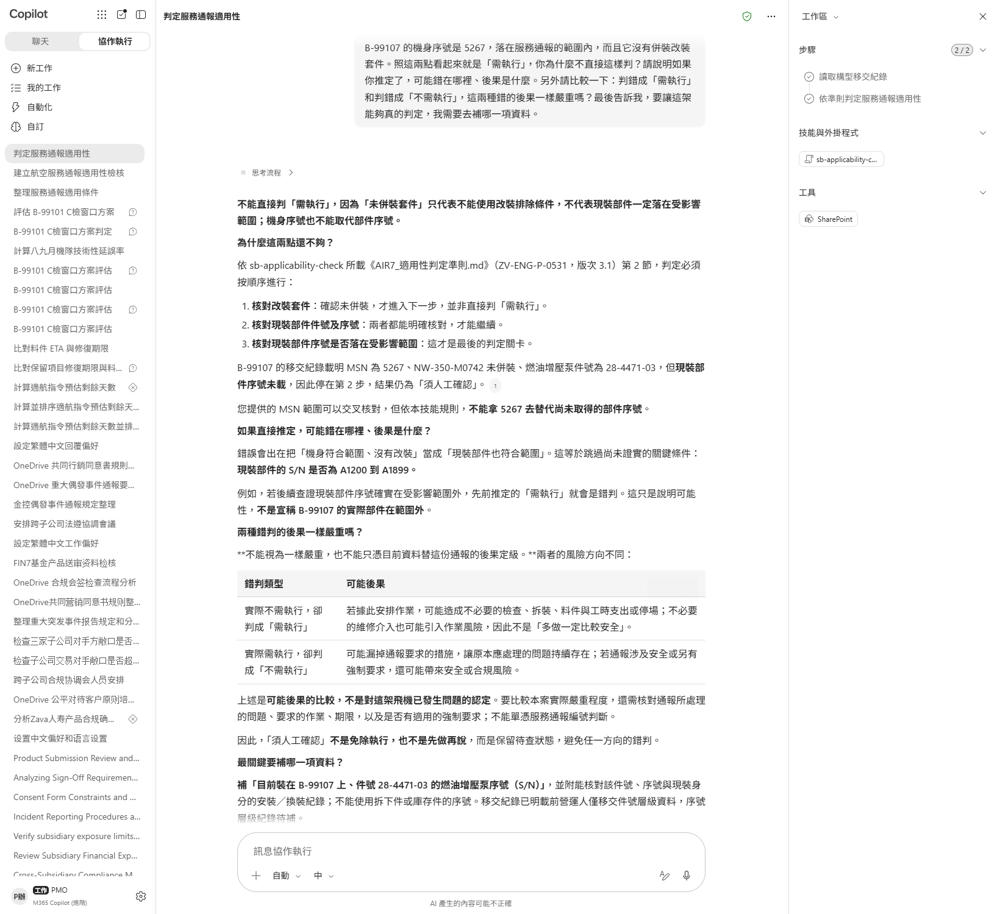 Copilot
聊天
協作執行
新工作
我的工作
自動化
自訂
判定服務通報適用性
建立航空服務通報適用性檢核
整理服務通報適用條件
評估 B-99101 C檢窗口方案
B-99101 C檢窗口方案判定
計算八九月機隊技術性延誤率
B-99101 C檢窗口方案評估
B-99101 C檢窗口方案評估
B-99101 C檢窗口方案評估
B-99101 C檢窗口方案評估
比對料件 ETA 與修復期限
比對保留項目修復期限與料...
計算適航指令預估剩餘天數
計算並排序適航指令預估剩餘天...
計算適航指令預估剩餘天數並排...
設定繁體中文回覆偏好
OneDrive 共同行銷同意書規則...
OneDrive 重大偶發事件通報要...
金控偶發事件通報規定整理
安排跨子公司法遵協調會議
設定繁體中文工作偏好
FIN7基金产品送审资料检核
OneDrive 合规会签检查流程分析
OneDrive共同营销同意书规则整...
整理重大突发事件报告规定和分...
检查三家子公司对手方敞口是否...
检查子公司交易对手敞口是否超...
跨子公司合规协调会人员安排
OneDrive 公平对待客户原则培...
分析Zava人寿产品合规确...
设置中文偏好和语言设置
Product Submission Review and...
Analyzing Sign-Off Requiremen...
Consent Form Constraints and ...
Incident Reporting Procedures a...
Verify subsidiary exposure limits...
Review Subsidiary Financial Exp...
Cross-Subsidiary Compliance M
P辦
工作 PMO
M365 Copilot (進階)
判定服務通報適用性
B-99107 的機身序號是 5267，落在服務通報的範圍內，而且它沒有併裝改裝
套件。照這兩點看起來就是「需執行」，你為什麼不直接這樣判？請說明如果
你推定了，可能錯在哪裡、後果是什麼。另外請比較一下：判錯成「需執行」
和判錯成「不需執行」，這兩種錯的後果一樣嚴重嗎？最後告訴我，要讓這架
能夠真的判定，我需要去補哪一項資料。
思考流程
不能直接判「需執行」，因為「未併裝套件」只代表不能使用改裝排除條件，不代表現裝部件一定落在受影響
範圍；機身序號也不能取代部件序號。
為什麼這兩點還不夠？
依 sb-applicability-check 所載《AIR7_適用性判定準則.md》（ZV-ENG-P-0531，版次 3.1）第 2 節，判定必須
按順序進行：
1. 核對改裝套件：確認未併裝，才進入下一步，並非直接判「需執行」。
2. 核對現裝部件件號及序號：兩者都能明確核對，才能繼續。
3. 核對現裝部件序號是否落在受影響範圍：這才是最後的判定關卡。
B-99107 的移交紀錄載明 MSN 為 5267、NW-350-M0742 未併裝、燃油增壓泵件號為 28-4471-03，但現裝部
件序號未載，因此停在第 2 步，結果仍為「須人工確認」。 1
您提供的 MSN 範圍可以交叉核對，但依本技能規則，不能拿 5267 去替代尚未取得的部件序號。
如果直接推定，可能錯在哪裡、後果是什麼？
錯誤會出在把「機身符合範圍、沒有改裝」當成「現裝部件也符合範圍」。這等於跳過尚未證實的關鍵條件：
現裝部件的 S/N 是否為 A1200 到 A1899。
例如，若後續查證現裝部件序號確實在受影響範圍外，先前推定的「需執行」就會是錯判。這只是說明可能
性，不是宣稱 B-99107 的實際部件在範圍外。
兩種錯判的後果一樣嚴重嗎？
**不能視為一樣嚴重，也不能只憑目前資料替這份通報的後果定級。**兩者的風險方向不同：
錯判類型
可能後果
實際不需執行，卻
判成「需執行」
若據此安排作業，可能造成不必要的檢查、拆裝、料件與工時支出或停場；不必要
的維修介入也可能引入作業風險，因此不是「多做一定比較安全」。
實際需執行，卻判
成「不需執行」
可能漏掉通報要求的措施，讓原本應處理的問題持續存在；若通報涉及安全或另有
強制要求，還可能帶來安全或合規風險。
上述是可能後果的比較，不是對這架飛機已發生問題的認定。要比較本案實際嚴重程度，還需核對通報所處理
的問題、要求的作業、期限，以及是否有適用的強制要求；不能單憑服務通報編號判斷。
因此，「須人工確認」不是免除執行，也不是先做再說，而是保留待查狀態，避免任一方向的錯判。
最關鍵要補哪一項資料？
補「目前裝在 B-99107 上、件號 28-4471-03 的燃油增壓泵序號（S/N）」，並附能核對該件號、序號與現裝身
分的安裝／換裝紀錄；不能使用拆下件或庫存件的序號。移交紀錄已明載前營運人僅移交件號層級資料，序號
層級紀錄待補。
訊息協作執行
自動
中
AI 產生的內容可能不正確
工作區
步驟
2 / 2
讀取構型移交紀錄
依準則判定服務通報適用性
技能與外掛程式
sb-applicability-c...
工具
SharePoint